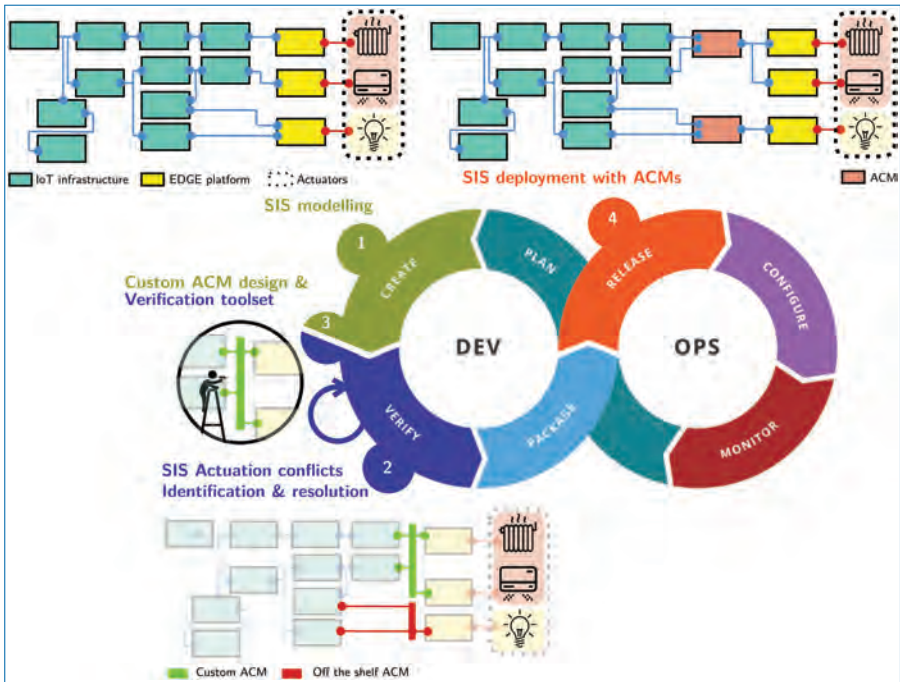 IoT infrastructure
EDGE platform
Actuators
SIS deployment with ACMs
ACM
SIS modelling
1
4
CREATE
PLAN
RELEASE
CONFIGURE
Custom ACM design &
Verification toolset
3
DEV
OPS
VERIFY
PACKAGE
MONITOR
2
SIS Actuation conflicts
Identification & resolution
Custom ACM
Off the shelf ACM